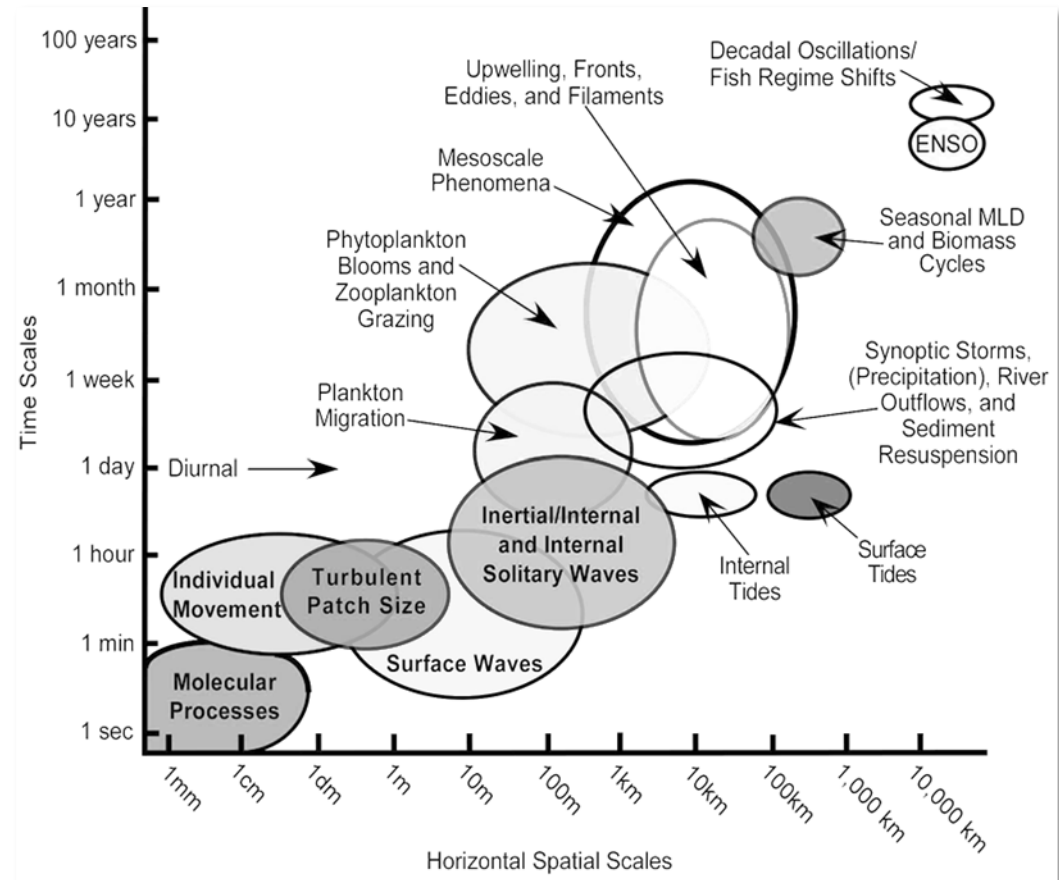 100 years
10 years
1 year
1 month
1 week
1 day
1 hour
1 min
1 sec
Time Scales
Decadal Oscillations/
Fish Regime Shifts
ENSO
Upwelling, Fronts,
Eddies, and Filaments
Mesoscale
Phenomena
Seasonal MLD
and Biomass
Cycles
Phytoplankton
Blooms and
Zooplankton
Grazing
Synoptic Storms,
(Precipitation), River
Outflows, and
Sediment
Resuspension
Plankton
Migration
Diurnal
Inertial/Internal
and Internal
Solitary Waves
Internal
Tides
Surface
Tides
Individual
Movement
Turbulent
Patch Size
Surface Waves
Molecular
Processes
1mm
1cm
1dm
1m
10m
100m
1km
10km
100km
1,000 km
10,000 km
Horizontal Spatial Scales